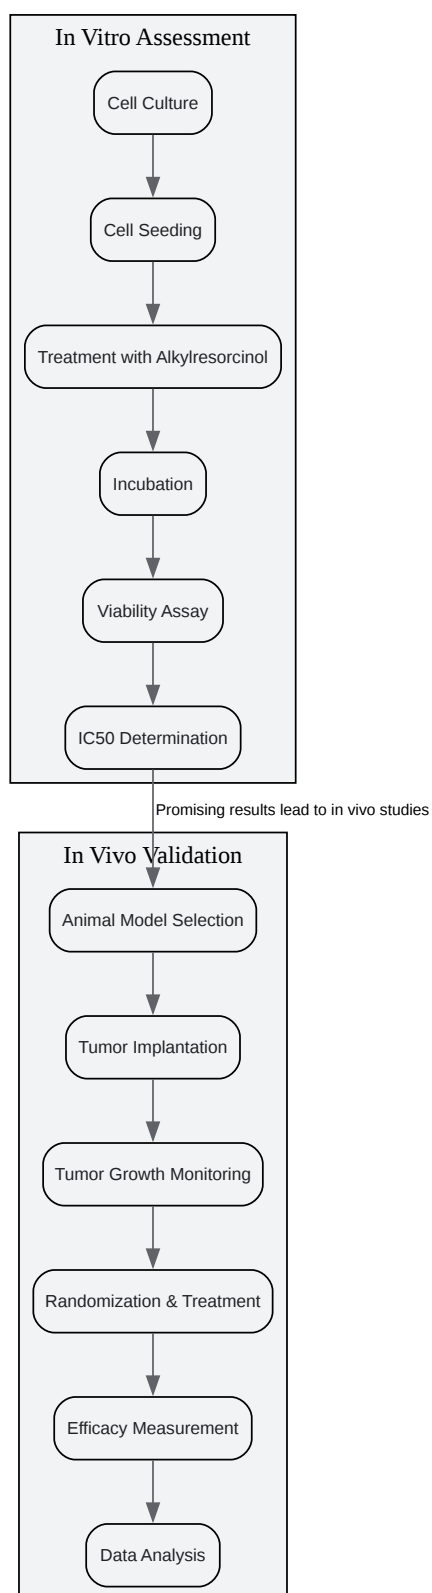 In Vitro Assessment
Cell Culture
Cell Seeding
Treatment with Alkylresorcinol
Incubation
Viability Assay
IC50 Determination
Promising results lead to in vivo studies
In Vivo Validation
Animal Model Selection
Tumor Implantation
Tumor Growth Monitoring
Randomization & Treatment
Efficacy Measurement
Data Analysis